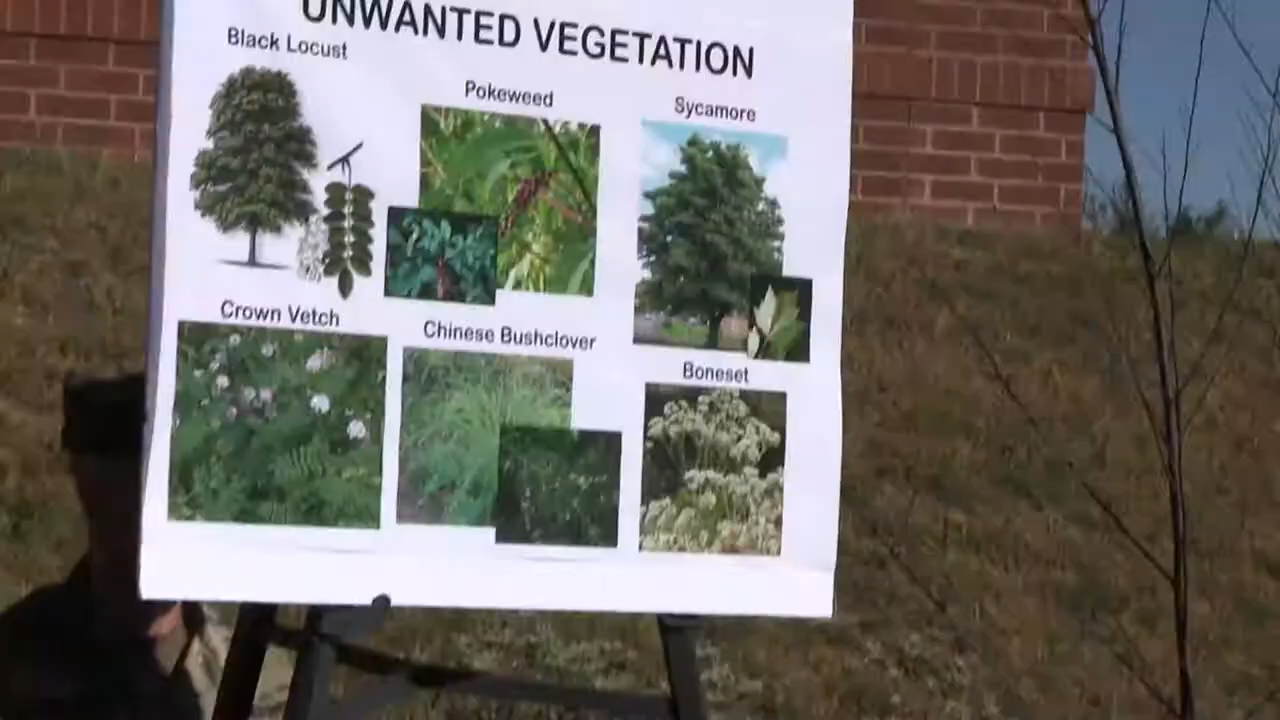 UNWANTED VEGETATION
Black Locust
Pokeweed
Sycamore
Crown Vetch
Chinese Bushclover
Boneset